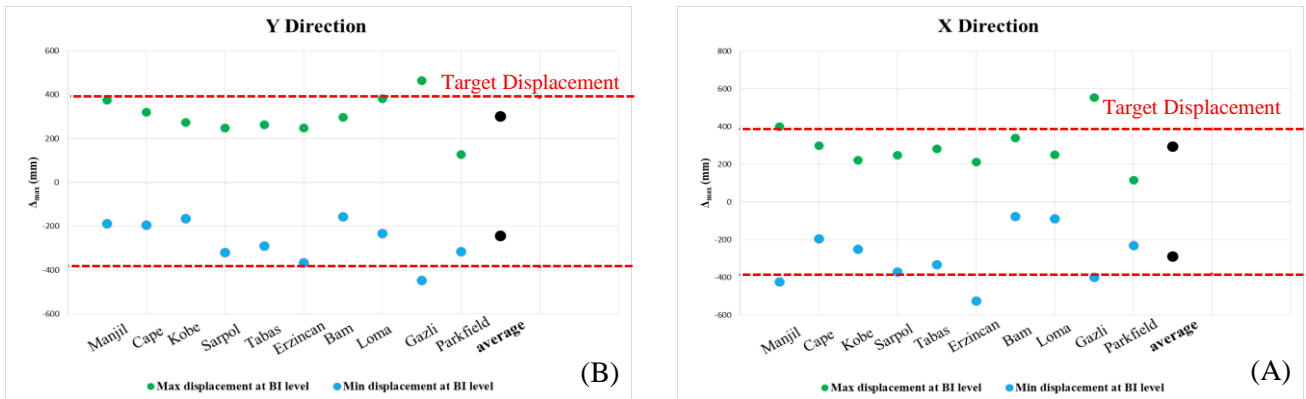 Y Direction
600
400
200
0
-200
-400
-600
Δmax (mm)
Target Displacement
Manjil
Cape
Kobe
Sarpol
Tabas
Erzincan
Bam
Loma
Gazli
Parkfield
average
Max displacement at BI level
Min displacement at BI level
(B)
X Direction
800
600
400
200
0
-200
-400
-600
Δmax (mm)
Target Displacement
Manjil
Cape
Kobe
Sarpol
Tabas
Erzincan
Bam
Loma
Gazli
Parkfield
average
Max displacement at BI level
Min displacement at BI level
(A)